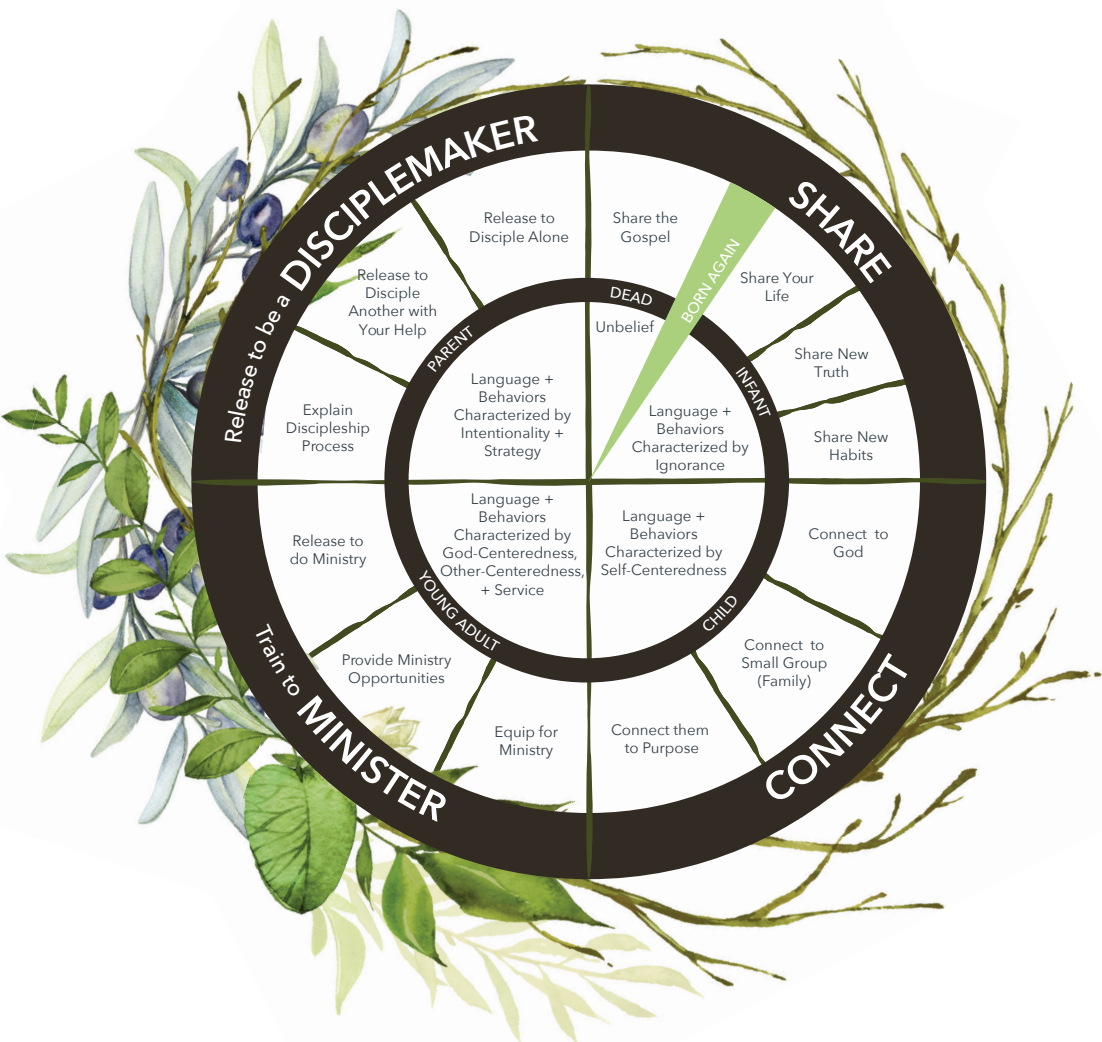 SHARE
DEAD
Unbelief
Share the
Gospel
BORN AGAIN
INFANT
Language +
Behaviors
Characterized by
Ignorance
Share Your
Life
Share New
Truth
Share New
Habits
CONNECT
CHILD
Language +
Behaviors
Characterized by
Self-Centeredness
Connect to
God
Connect to
Small Group
(Family)
Connect them
to Purpose
Train to MINISTER
YOUNG ADULT
Language +
Behaviors
Characterized by
God-Centeredness,
Other-Centeredness,
+ Service
Equip for
Ministry
Provide Ministry
Opportunities
Release to
do Ministry
Release to be a DISCIPLEMAKER
PARENT
Language +
Behaviors
Characterized by
Intentionality +
Strategy
Explain
Discipleship
Process
Release to
Disciple
Another with
Your Help
Release to
Disciple Alone